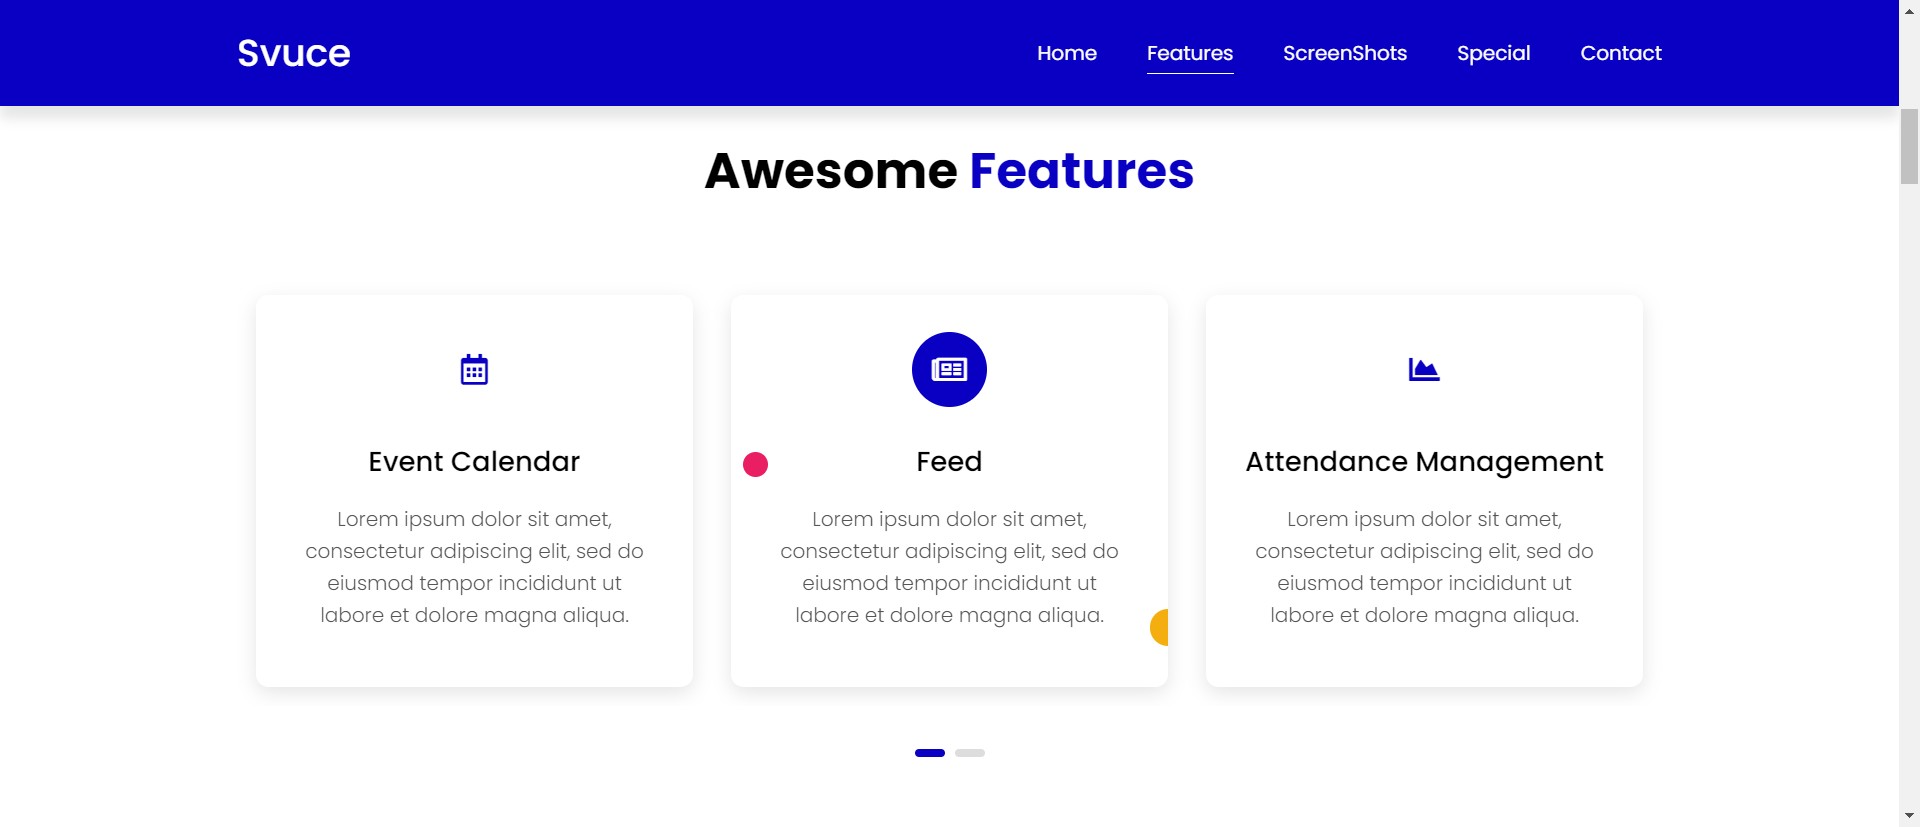 Svuce
Home Features ScreenShots Special Contact
Awesome Features
Event Calendar
Lorem ipsum dolor sit amet,
consectetur adipiscing elit, sed do
eiusmod tempor incididunt ut
labore et dolore magna aliqua.
Feed
Lorem ipsum dolor sit amet,
consectetur adipiscing elit, sed do
eiusmod tempor incididunt ut
labore et dolore magna aliqua.
Attendance Management
Lorem ipsum dolor sit amet,
consectetur adipiscing elit, sed do
eiusmod tempor incididunt ut
labore et dolore magna aliqua.